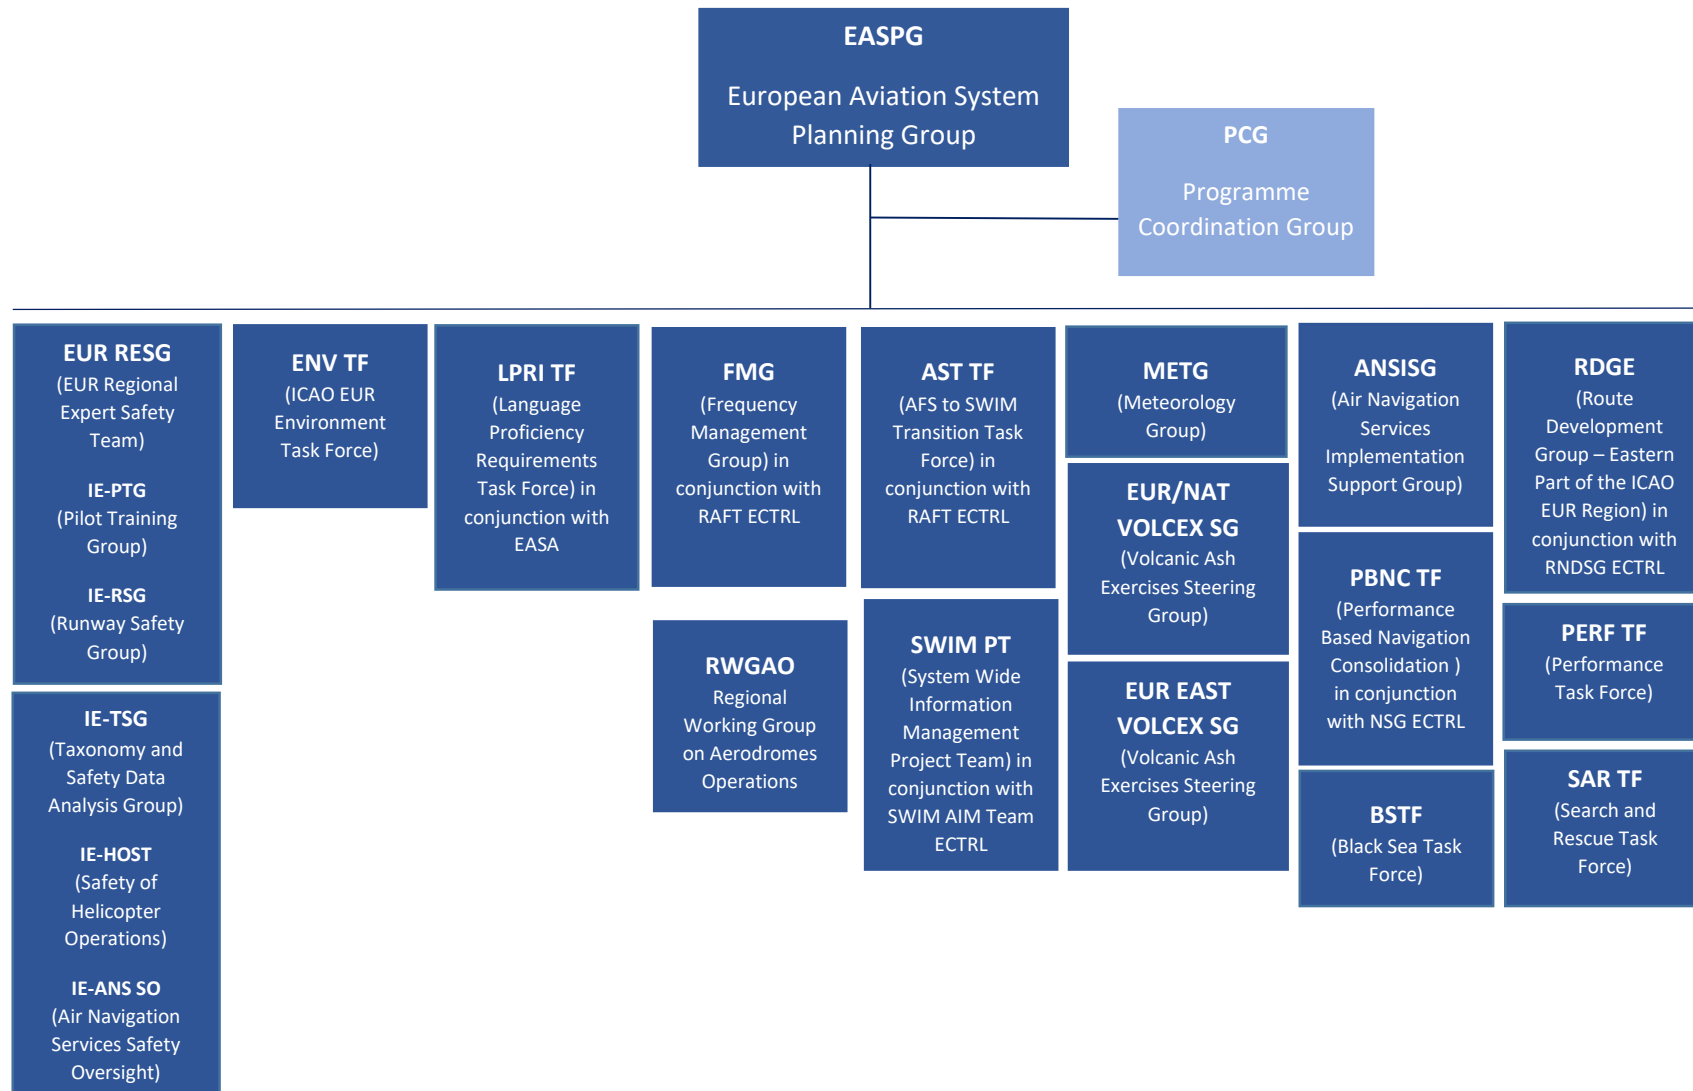 EASPG
European Aviation System
Planning Group
PCG
Programme
Coordination Group
EUR RESG
(EUR Regional
Expert Safety
Team)
IE-PTG
(Pilot Training
Group)
IE-RSG
(Runway Safety
Group)
IE-TSG
(Taxonomy and
Safety Data
Analysis Group)
IE-HOST
(Safety of
Helicopter
Operations)
IE-ANS SO
(Air Navigation
Services Safety
Oversight)
ENV TF
(ICAO EUR
Environment
Task Force)
LPRI TF
(Language
Proficiency
Requirements
Task Force) in
conjunction with
EASA
FMG
(Frequency
Management
Group) in
conjunction with
RAFT ECTRL
RWGAO
Regional
Working Group
on Aerodromes
Operations
AST TF
(AFS to SWIM
Transition Task
Force) in
conjunction with
RAFT ECTRL
SWIM PT
(System Wide
Information
Management
Project Team) in
conjunction with
SWIM AIM Team
ECTRL
METG
(Meteorology
Group)
EUR/NAT
VOLCEX SG
(Volcanic Ash
Exercises Steering
Group)
EUR EAST
VOLCEX SG
(Volcanic Ash
Exercises Steering
Group)
ANSISG
(Air Navigation
Services
Implementation
Support Group)
PBNC TF
(Performance
Based Navigation
Consolidation )
in conjunction
with NSG ECTRL
BSTF
(Black Sea Task
Force)
RDGE
(Route
Development
Group – Eastern
Part of the ICAO
EUR Region) in
conjunction with
RNDSG ECTRL
PERF TF
(Performance
Task Force)
SAR TF
(Search and
Rescue Task
Force)